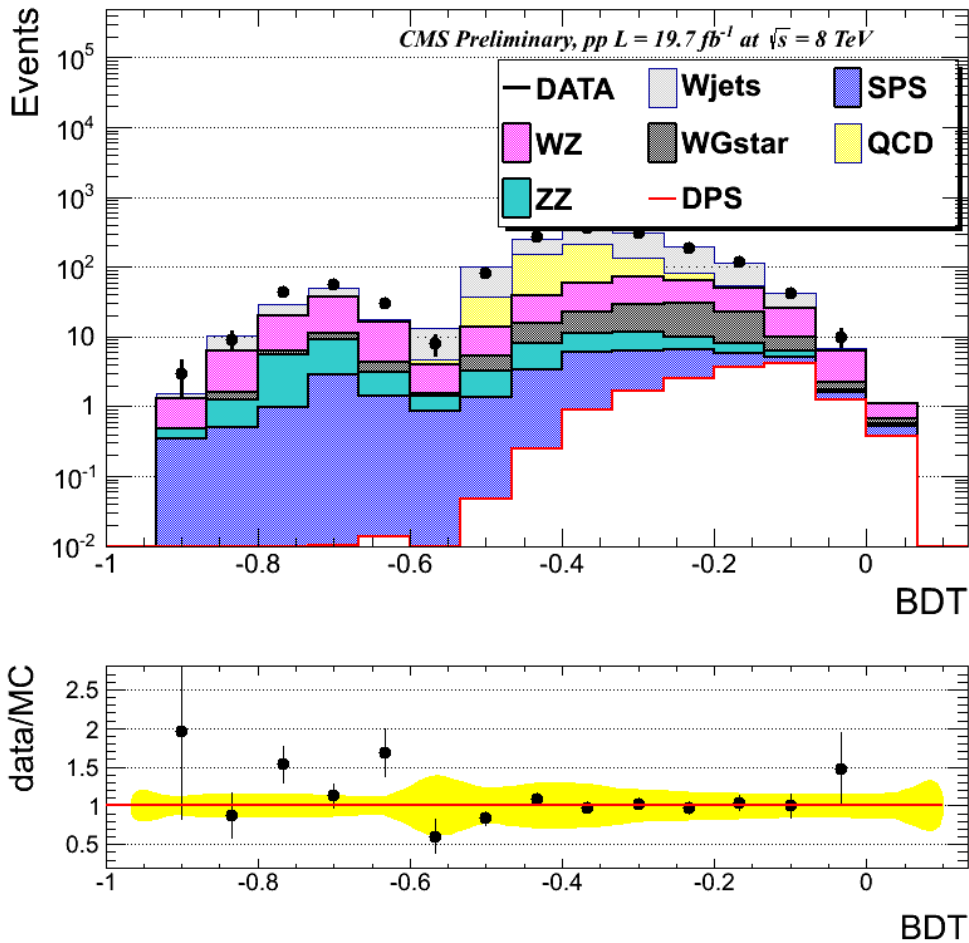 CMS Preliminary, pp L = 19.7 fb⁻¹ at √s = 8 TeV
Events
DATA Wjets SPS
WZ WGstar QCD
ZZ DPS
10⁵
10⁴
10³
10²
10
1
10⁻¹
10⁻²
-1 -0.8 -0.6 -0.4 -0.2 0
BDT
data/MC
2.5
2
1.5
1
0.5
-1 -0.8 -0.6 -0.4 -0.2 0
BDT